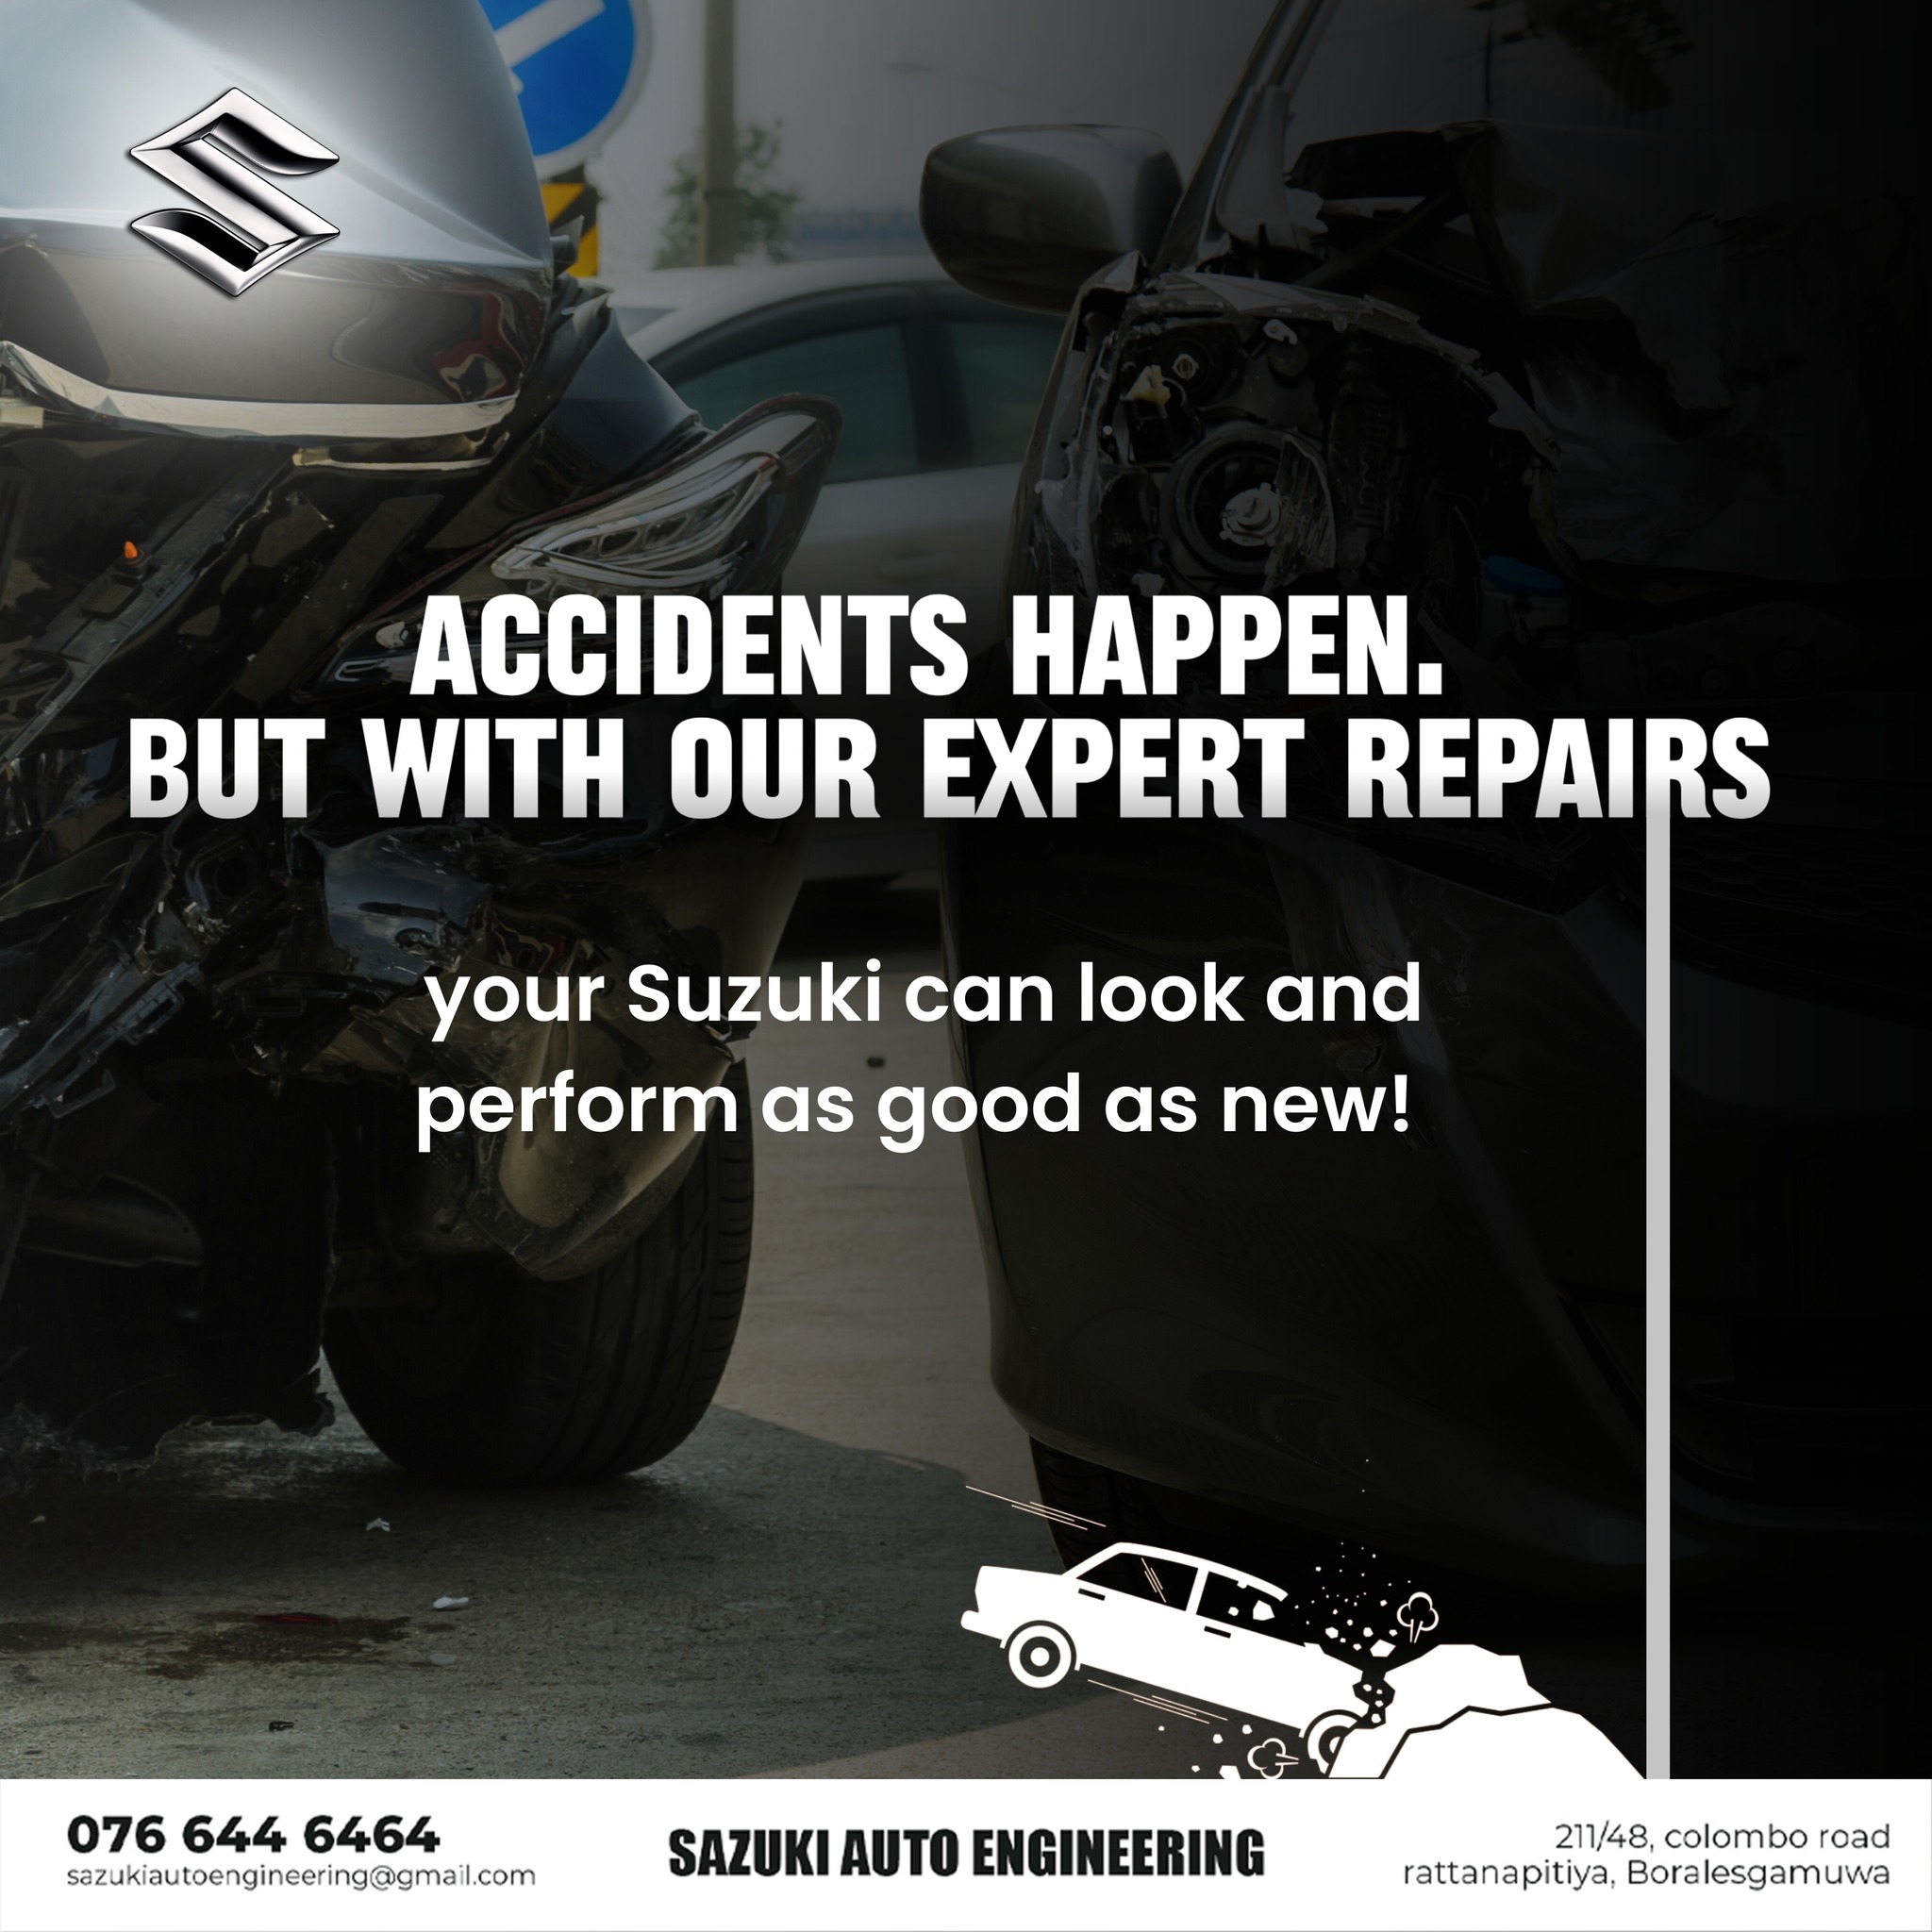 ACCIDENTS HAPPEN.
BUT WITH OUR EXPERT REPAIRS
your Suzuki can look and
perform as good as new!
076 644 6464
sazukiautoengineering@gmail.com
SAZUKI AUTO ENGINEERING
211/48, colombo road
rattanapitiya, Boralesgamuwa